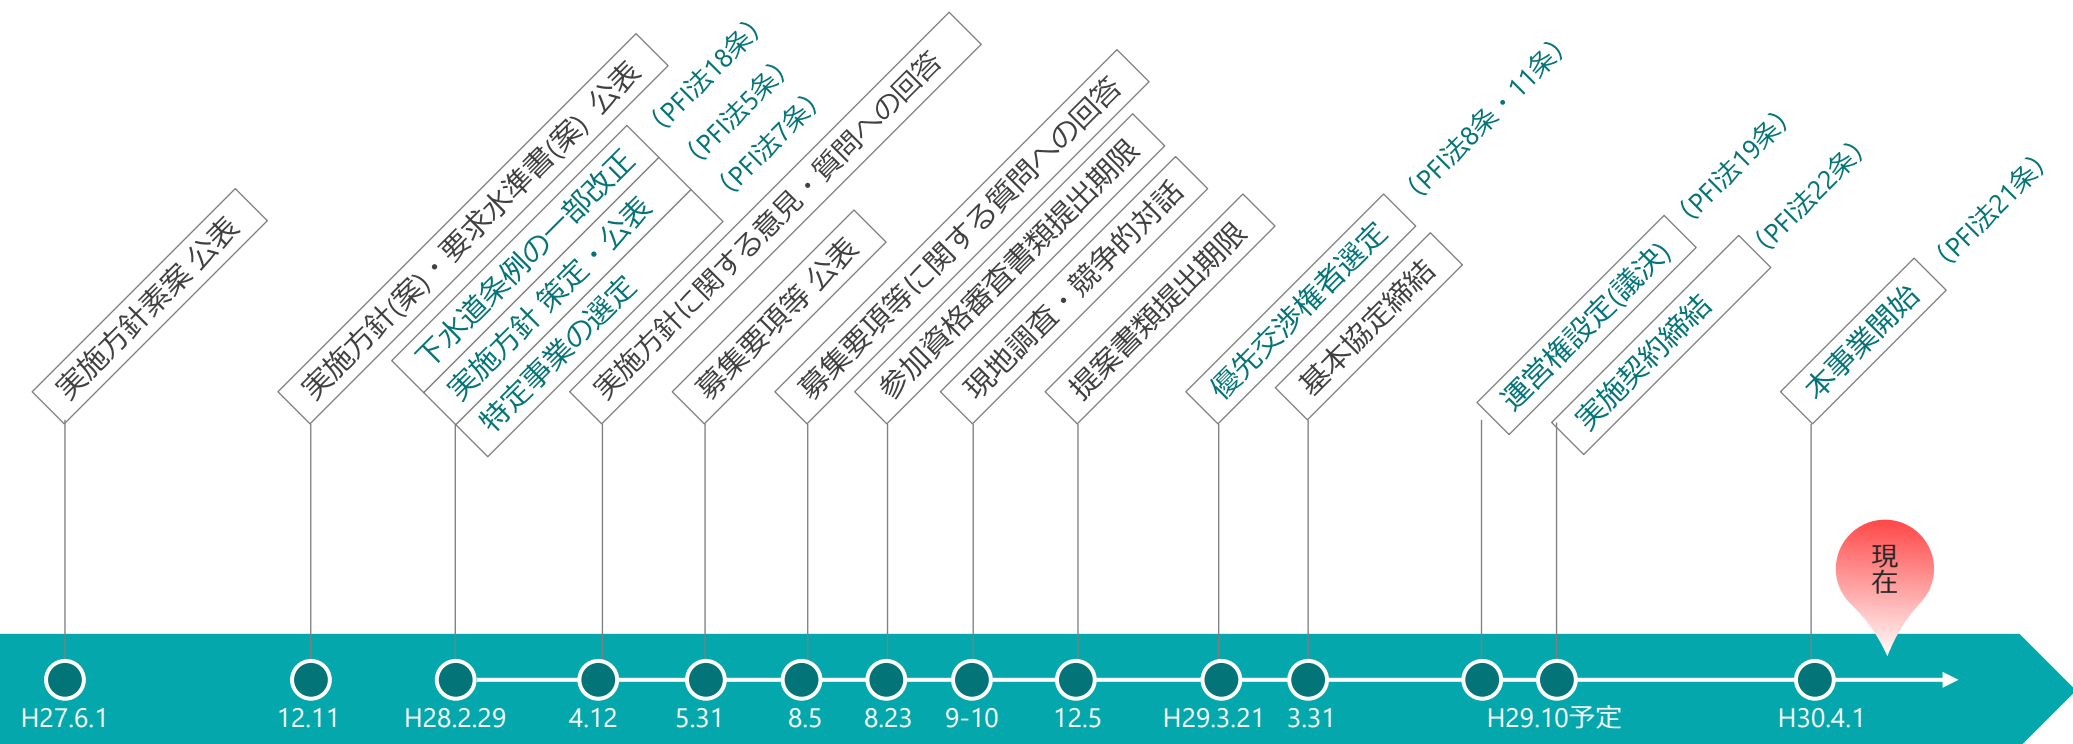 実施方針素案 公表
実施方針(案)・要求水準書(案) 公表
下水道条例の一部改正
(PFI法18条)
実施方針 策定・公表
(PFI法5条)
特定事業の選定
(PFI法7条)
実施方針に関する意見・質問への回答
募集要項等 公表
募集要項等に関する質問への回答
参加資格審査書類提出期限
現地調査・競争的対話
提案書類提出期限
優先交渉権者選定
(PFI法8条・11条)
基本協定締結
運営権設定(議決)
(PFI法19条)
実施契約締結
(PFI法22条)
本事業開始
(PFI法21条)
現在
H27.6.1
12.11
H28.2.29
4.12
5.31
8.5
8.23
9-10
12.5
H29.3.21
3.31
H29.10予定
H30.4.1